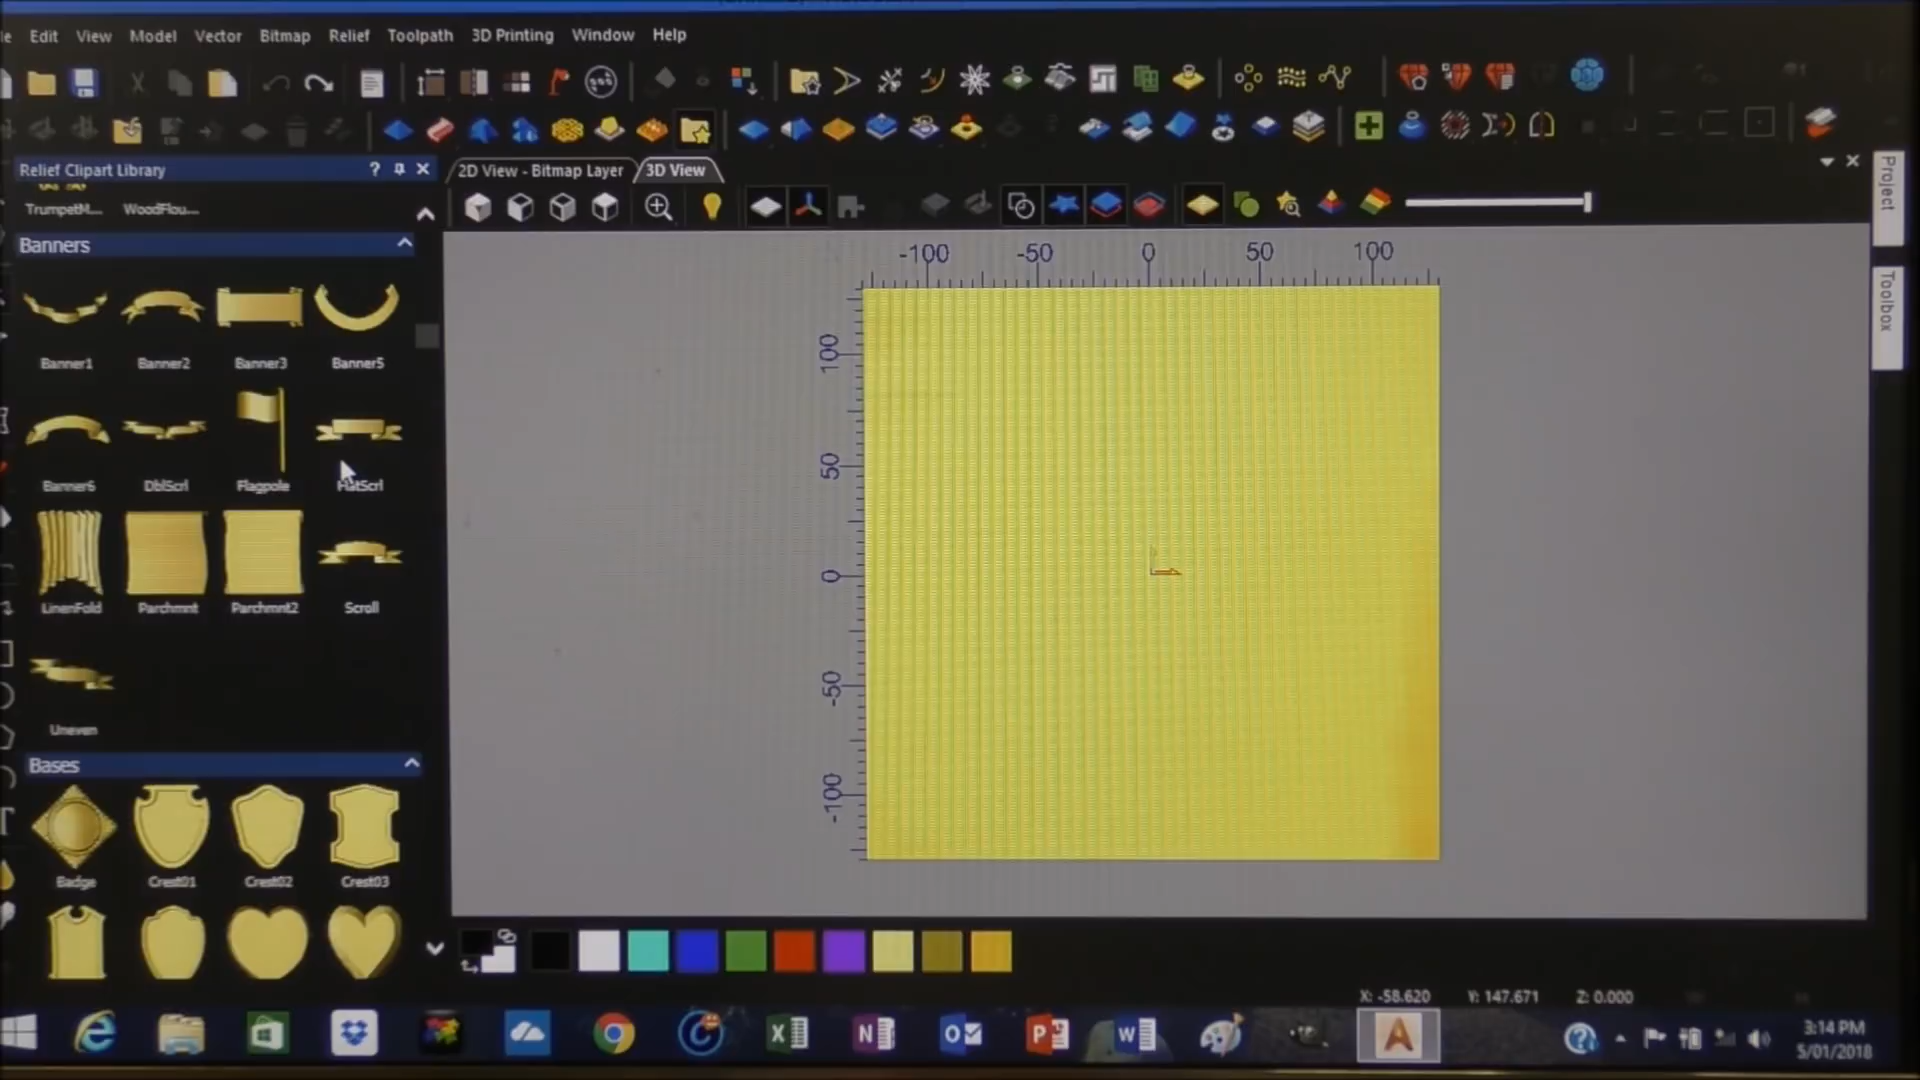 Edit View Model Vector Bitmap Relief Toolpath 3D Printing Window Help
Relief Clipart Library ?
2D View - Bitmap Layer 3D View
Project
Toolbox
TrumpetM... WoodFlou...
Banners
Banner1 Banner2 Banner3 Banner5
Banner6 DblScrl Flagpole FlatScrl
LinenFold Parchmnt Parchmnt2 Scroll
Uneven
Bases
Badge Crest01 Crest02 Crest03
-100 -50 0 50 100
100
50
0
-50
-100
X: -58.620 Y: 147.671 Z: 0.000
3:14 PM
5/01/2018